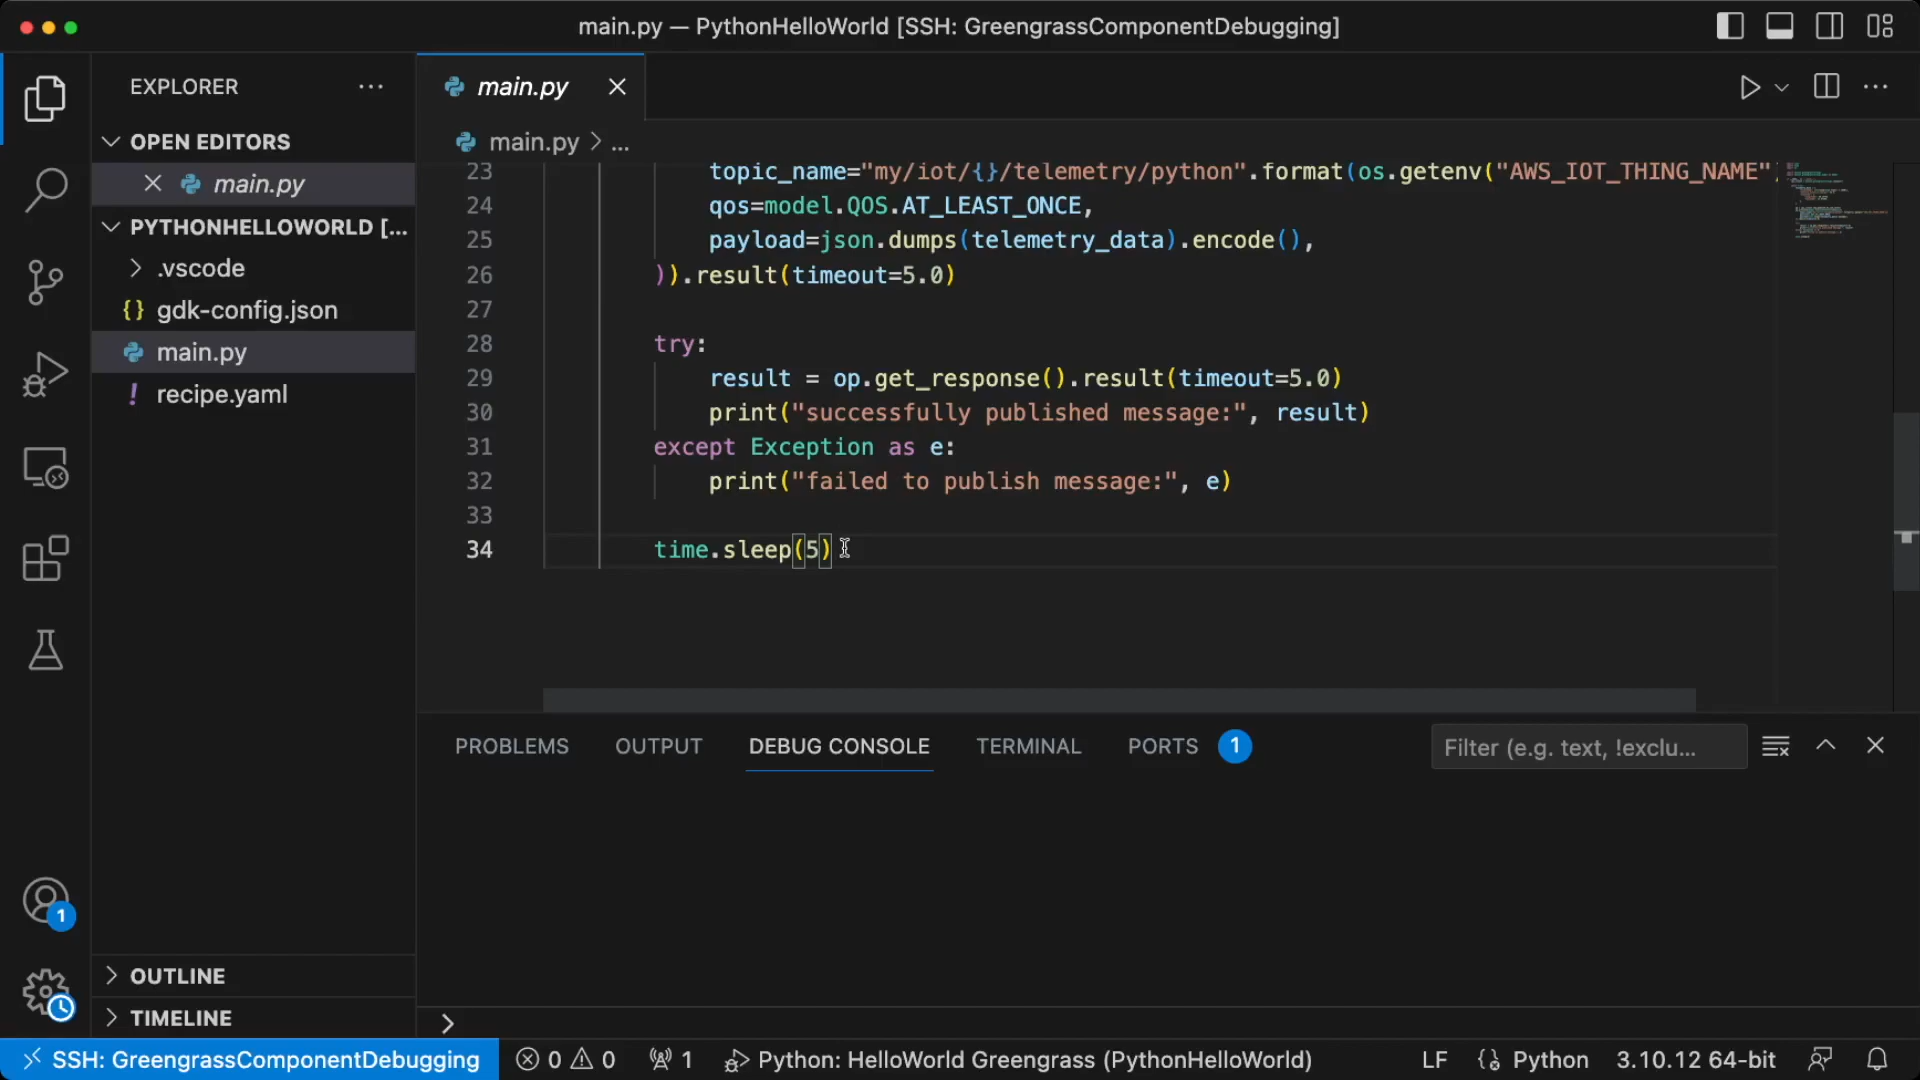 main.py — PythonHelloWorld [SSH: GreengrassComponentDebugging]
EXPLORER
OPEN EDITORS
main.py
PYTHONHELLOWORLD [...
.vscode
{} gdk-config.json
main.py
! recipe.yaml
OUTLINE
TIMELINE
main.py
main.py > ...
23 topic_name="my/iot/{}/telemetry/python".format(os.getenv("AWS_IOT_THING_NAME"
24 qos=model.QOS.AT_LEAST_ONCE,
25 payload=json.dumps(telemetry_data).encode(),
26 )).result(timeout=5.0)
27
28 try:
29 result = op.get_response().result(timeout=5.0)
30 print("successfully published message:", result)
31 except Exception as e:
32 print("failed to publish message:", e)
33
34 time.sleep(5)
PROBLEMS OUTPUT DEBUG CONSOLE TERMINAL PORTS 1 Filter (e.g. text, !exclu...
1
SSH: GreengrassComponentDebugging 0 0 1 Python: HelloWorld Greengrass (PythonHelloWorld) LF Python 3.10.12 64-bit